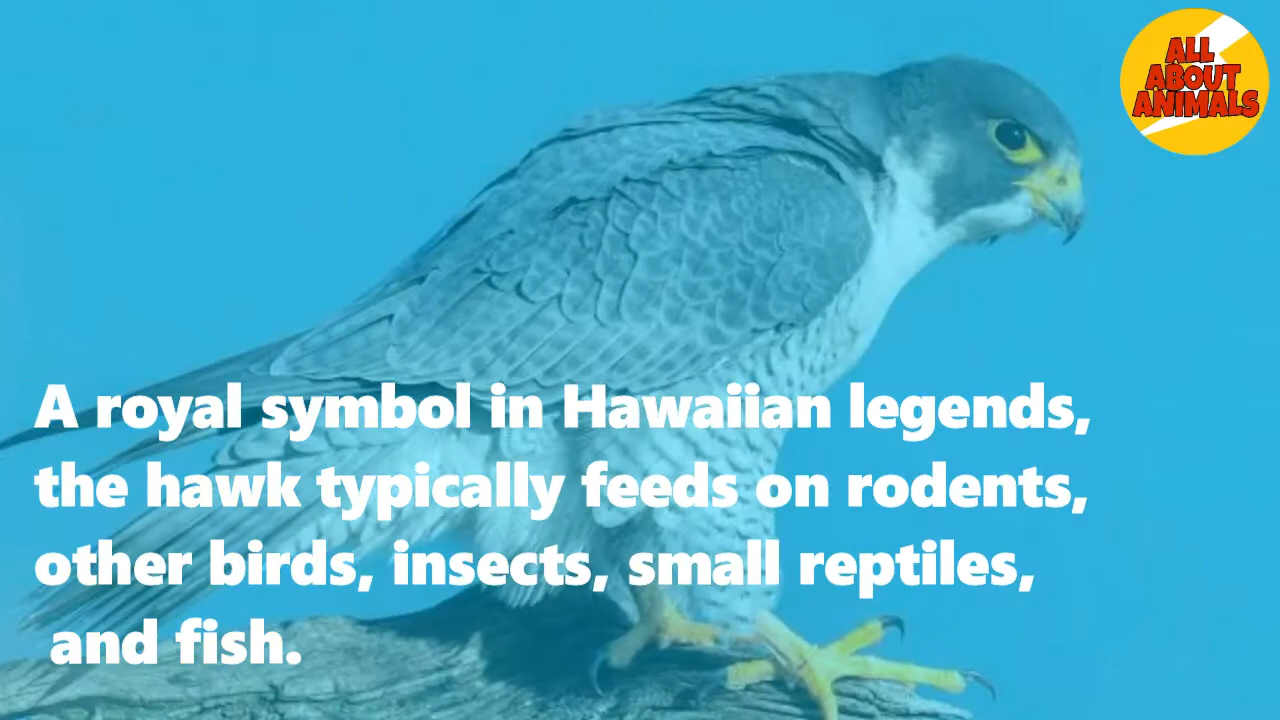 ALL
ABOUT
ANIMALS
A royal symbol in Hawaiian legends,
the hawk typically feeds on rodents,
other birds, insects, small reptiles,
and fish.